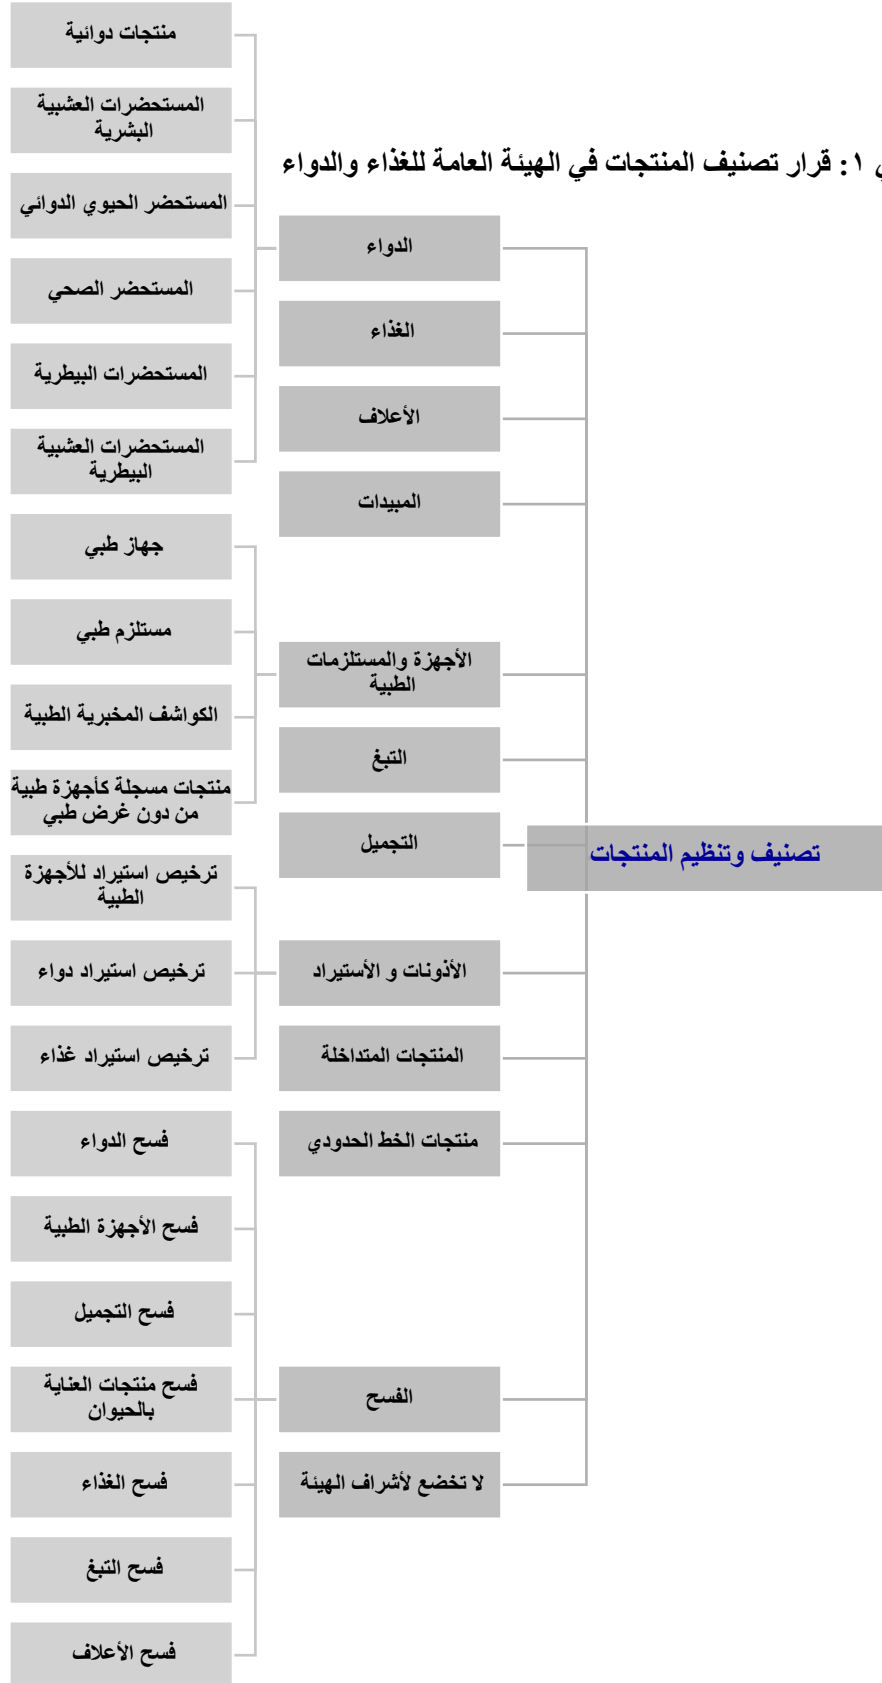 ي ١: قرار تصنيف المنتجات في الهيئة العامة للغذاء والدواء
تصنيف وتنظيم المنتجات
الدواء
منتجات دوائية
المستحضرات العشبية
البشرية
المستحضر الحيوي الدوائي
المستحضر الصحي
المستحضرات البيطرية
المستحضرات العشبية
البيطرية
الغذاء
الأعلاف
المبيدات
الأجهزة والمستلزمات
الطبية
جهاز طبي
مستلزم طبي
الكواشف المخبرية الطبية
منتجات مسجلة كأجهزة طبية
من دون غرض طبي
التبغ
التجميل
الأذونات و الأستيراد
ترخيص استيراد للأجهزة
الطبية
ترخيص استيراد دواء
ترخيص استيراد غذاء
المنتجات المتداخلة
منتجات الخط الحدودي
الفسح
فسح الدواء
فسح الأجهزة الطبية
فسح التجميل
فسح منتجات العناية
بالحيوان
فسح الغذاء
فسح التبغ
فسح الأعلاف
لا تخضع لأشراف الهيئة